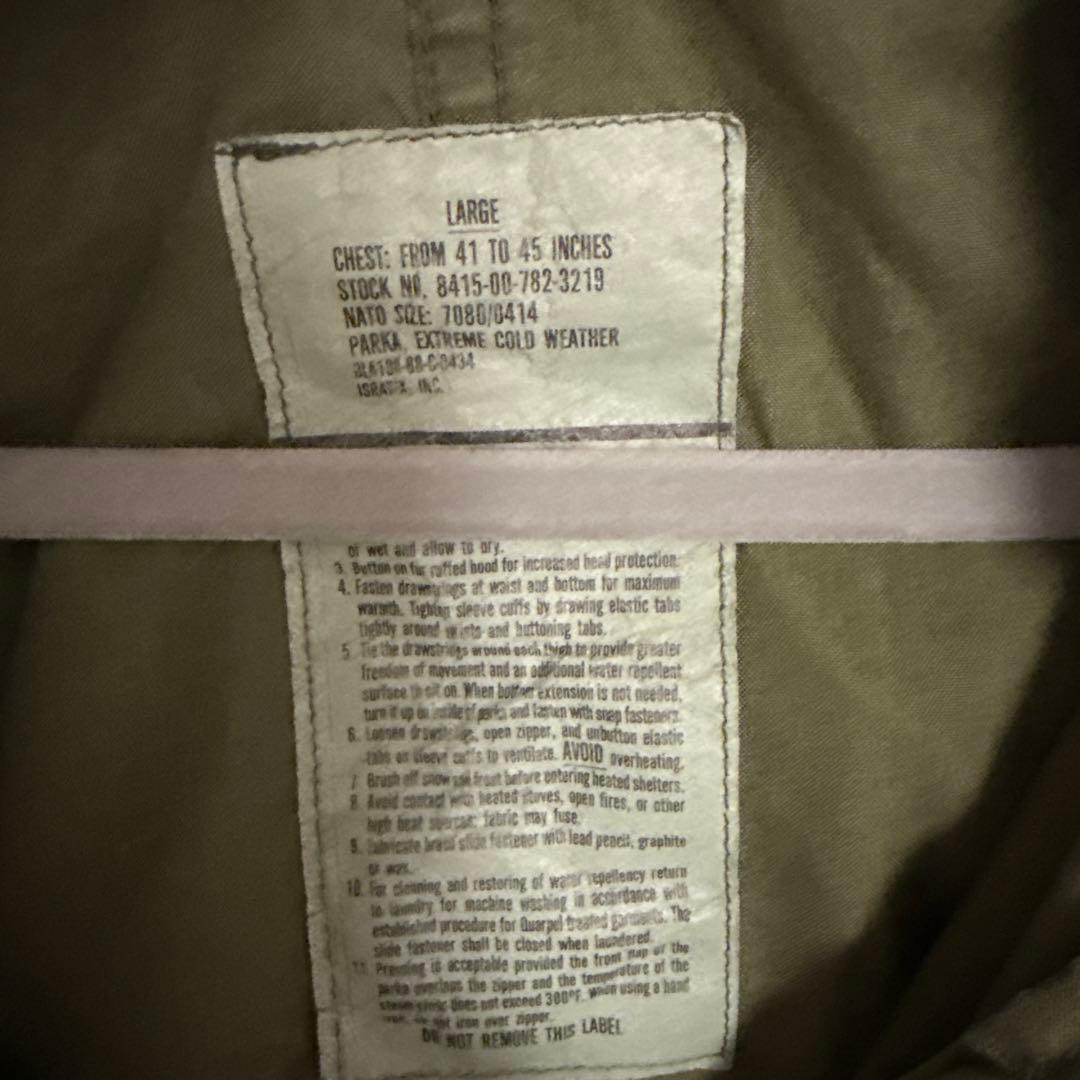 LARGE
CHEST: FROM 41 TO 45 INCHES
STOCK NO. 8415-00-782-3219
NATO SIZE: 7080/0414
PARKA, EXTREME COLD WEATHER
INC.
or wet and allow to dry.
3. Button on fur ruffed hood for increased head protection.
4. Fasten drawstrings at waist and bottom for maximum
warmth. Tighten sleeve cuffs by drawing elastic tabs
tightly around wrists and buttoning tabs.
5. Tie the drawstrings around each thigh to provide greater
freedom of movement and an additional water repellent
surface to sit on. When bottom extension is not needed,
turn it up on inside of parka and fasten with snap fasteners.
6. Loosen drawstrings, open zipper, and unbutton elastic
tabs on sleeve cuffs to ventilate. AVOID overheating.
7. Brush off snow and frost before entering heated shelters.
8. Avoid contact with heated stoves, open fires, or other
high heat sources; fabric may fuse.
9. Lubricate brass slide fastener with lead pencil, graphite
or wax.
10. For cleaning and restoring of water repellency return
to laundry for machine washing in accordance with
established procedure for Quarpel treated garments. The
slide fastener shall be closed when laundered.
11. Pressing is acceptable provided the front flap of the
parka overlaps the zipper and the temperature of the
steam press does not exceed 300°F. When using a hand
iron, do not iron over zipper.
DO NOT REMOVE THIS LABEL